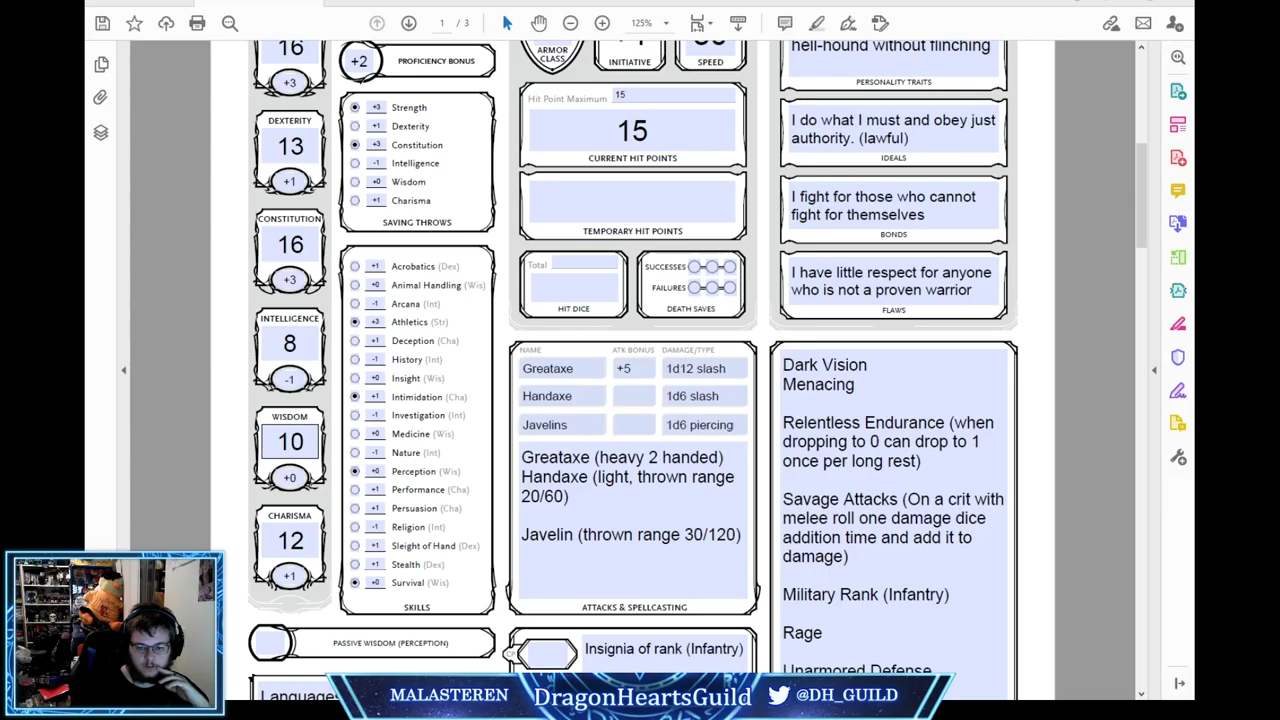 1 / 3
125%
16
+3
DEXTERITY
13
+1
CONSTITUTION
16
+3
INTELLIGENCE
8
-1
WISDOM
10
+0
CHARISMA
12
+1
+2 PROFICIENCY BONUS
+3 Strength
+1 Dexterity
+3 Constitution
-1 Intelligence
+0 Wisdom
+1 Charisma
SAVING THROWS
+1 Acrobatics (Dex)
+0 Animal Handling (Wis)
-1 Arcana (Int)
+3 Athletics (Str)
+1 Deception (Cha)
-1 History (Int)
+0 Insight (Wis)
+1 Intimidation (Cha)
-1 Investigation (Int)
+0 Medicine (Wis)
-1 Nature (Int)
+0 Perception (Wis)
+1 Performance (Cha)
+1 Persuasion (Cha)
-1 Religion (Int)
+1 Sleight of Hand (Dex)
+1 Stealth (Dex)
+0 Survival (Wis)
SKILLS
PASSIVE WISDOM (PERCEPTION)
Languages
ARMOR
CLASS
INITIATIVE
SPEED
Hit Point Maximum 15
15
CURRENT HIT POINTS
TEMPORARY HIT POINTS
Total
HIT DICE
SUCCESSES
FAILURES
DEATH SAVES
NAME ATK BONUS DAMAGE/TYPE
Greataxe +5 1d12 slash
Handaxe 1d6 slash
Javelins 1d6 piercing
Greataxe (heavy 2 handed)
Handaxe (light, thrown range
20/60)
Javelin (thrown range 30/120)
ATTACKS & SPELLCASTING
CP
Insignia of rank (Infantry)
hell-hound without flinching
PERSONALITY TRAITS
I do what I must and obey just
authority. (lawful)
IDEALS
I fight for those who cannot
fight for themselves
BONDS
I have little respect for anyone
who is not a proven warrior
FLAWS
Dark Vision
Menacing
Relentless Endurance (when
dropping to 0 can drop to 1
once per long rest)
Savage Attacks (On a crit with
melee roll one damage dice
addition time and add it to
damage)
Military Rank (Infantry)
Rage
Unarmored Defense
MALASTEREN DragonHeartsGuild @DH_GUILD